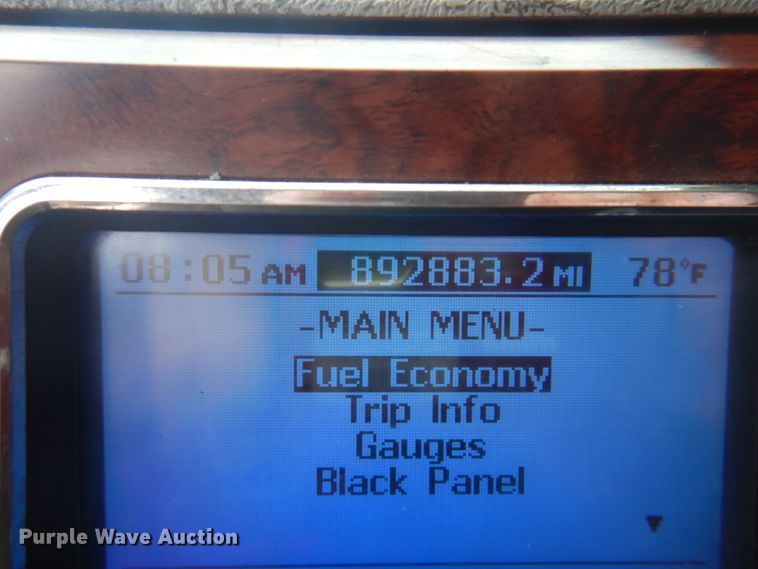 08:05 AM 892883.2 MI 78°F
-MAIN MENU-
Fuel Economy
Trip Info
Gauges
Black Panel
Purple Wave Auction